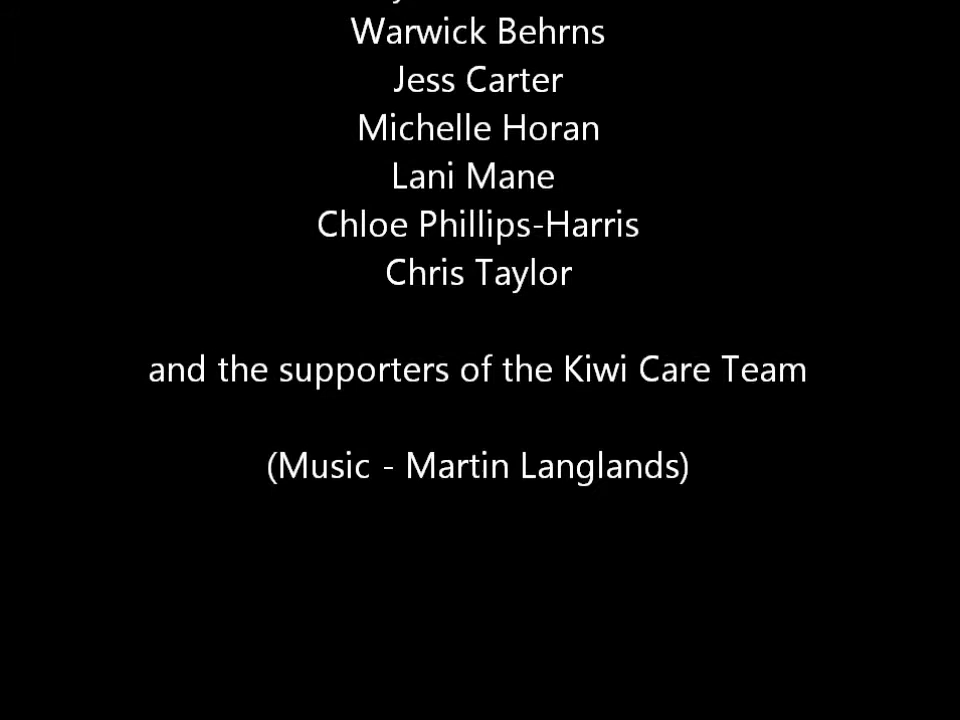 Warwick Behrns
Jess Carter
Michelle Horan
Lani Mane
Chloe Phillips-Harris
Chris Taylor
and the supporters of the Kiwi Care Team
(Music - Martin Langlands)